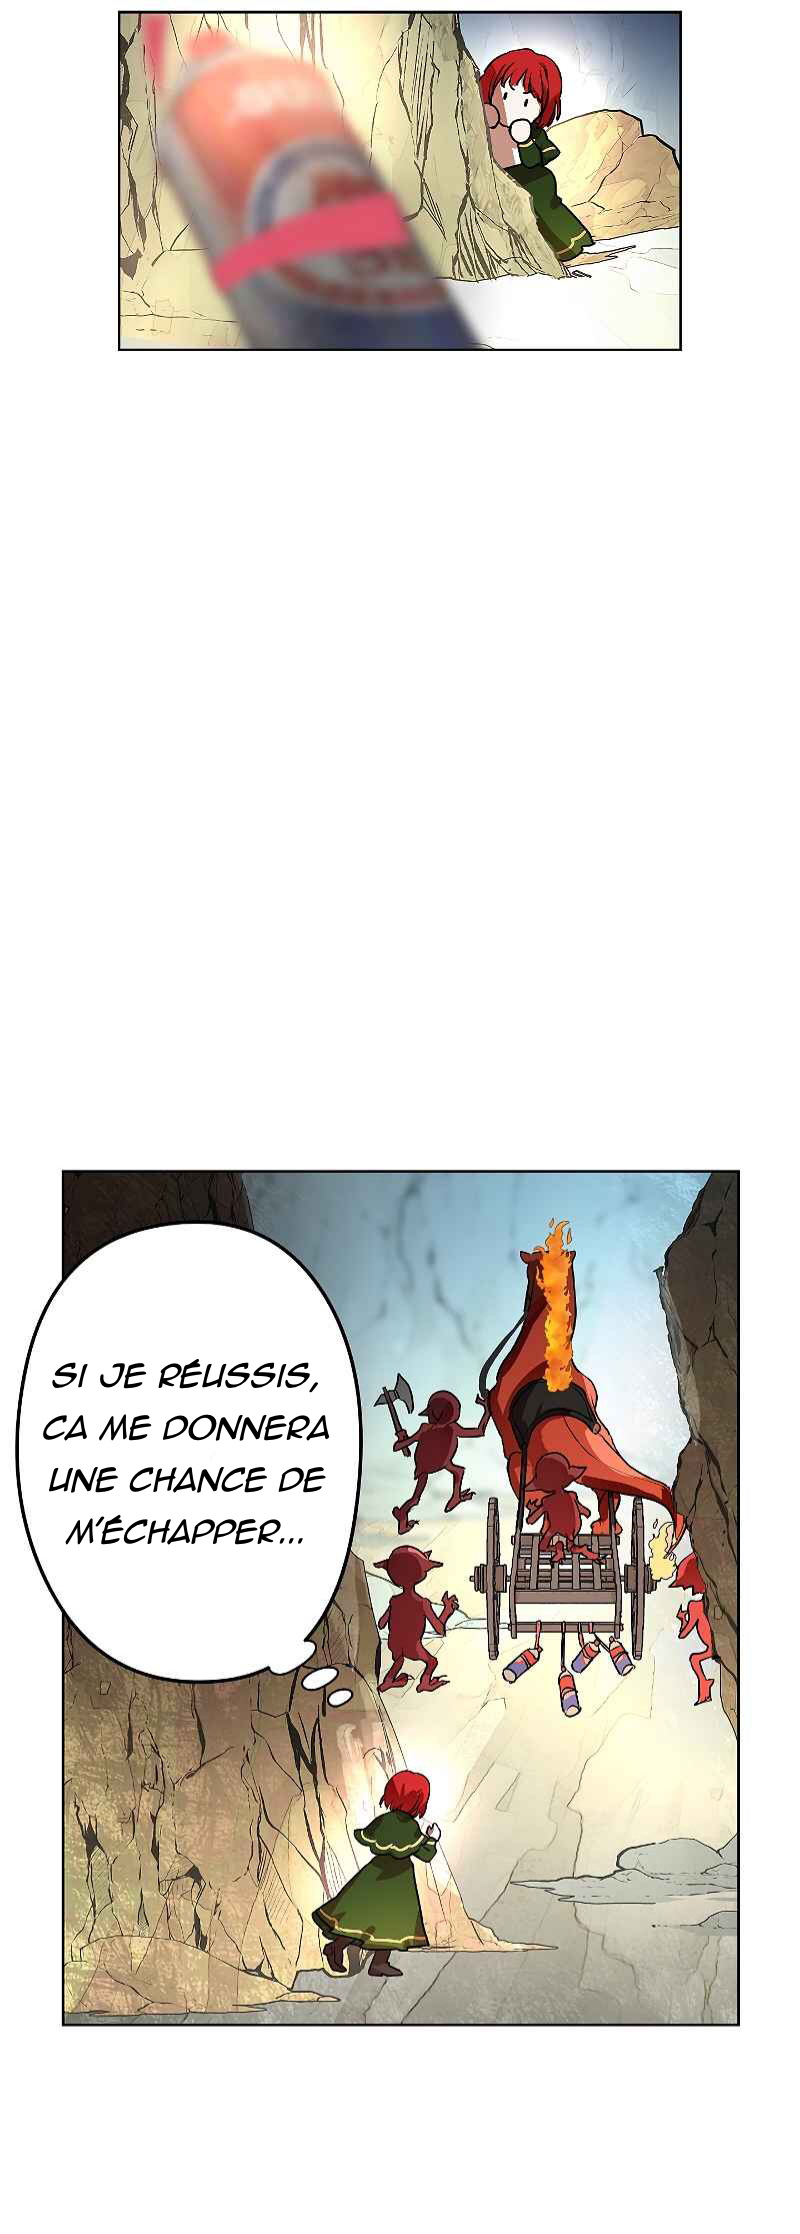 SI JE RÉUSSIS,
CA ME DONNERA
UNE CHANCE DE
M'ÉCHAPPER...